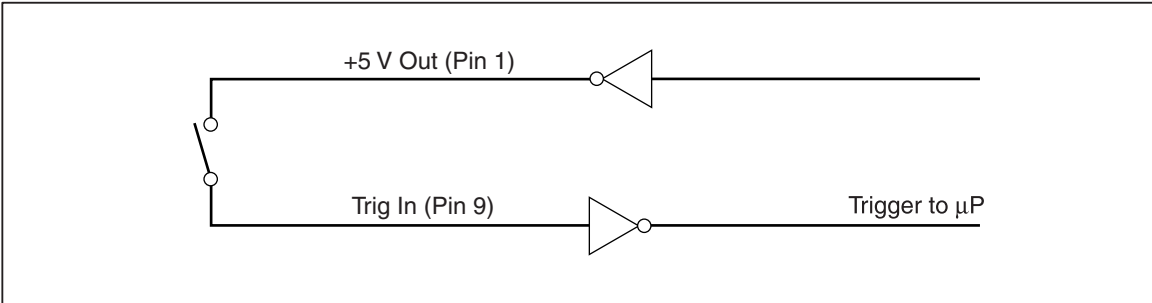 +5 V Out (Pin 1)
Trig In (Pin 9)
Trigger to μP